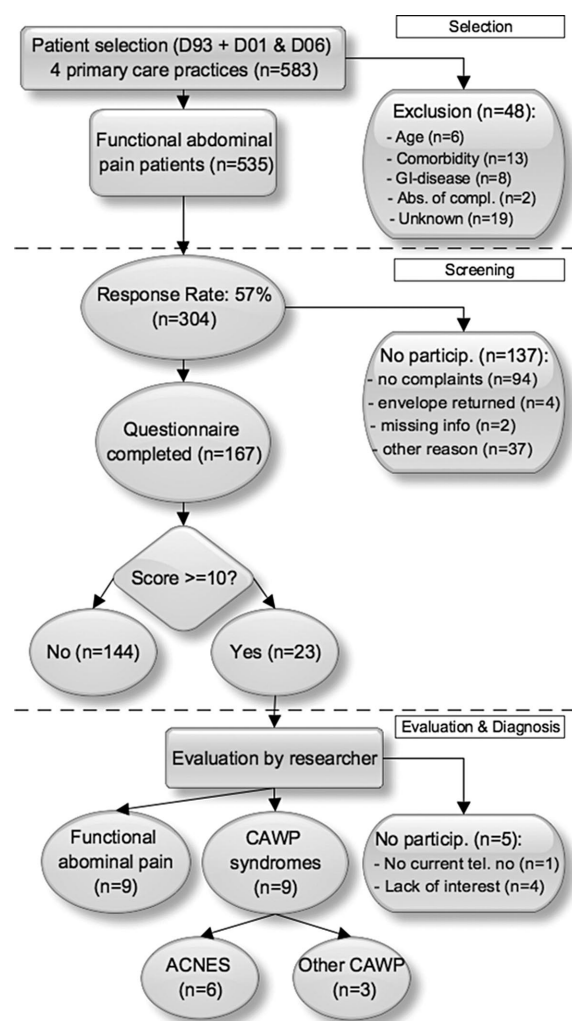 Selection
Patient selection (D93 + D01 & D06)
4 primary care practices (n=583)
Exclusion (n=48):
- Age (n=6)
- Comorbidity (n=13)
- GI-disease (n=8)
- Abs. of compl. (n=2)
- Unknown (n=19)
Functional abdominal
pain patients (n=535)
Screening
Response Rate: 57%
(n=304)
No particip. (n=137):
- no complaints (n=94)
- envelope returned (n=4)
- missing info (n=2)
- other reason (n=37)
Questionnaire
completed (n=167)
Score >=10?
No (n=144)
Yes (n=23)
Evaluation & Diagnosis
Evaluation by researcher
Functional
abominal pain
(n=9)
CAWP
syndromes
(n=9)
No particip. (n=5):
- No current tel. no (n=1)
- Lack of interest (n=4)
ACNES
(n=6)
Other CAWP
(n=3)